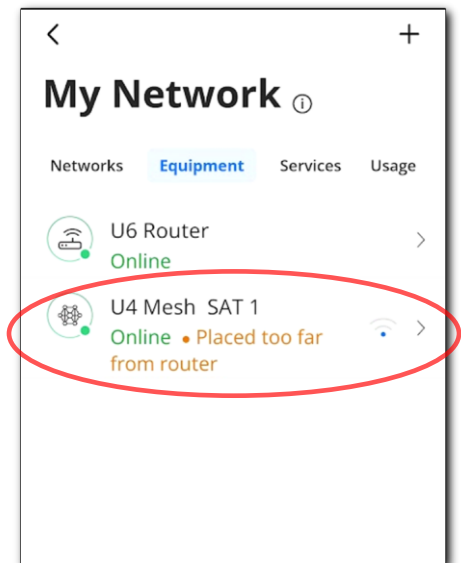 My Network
Networks Equipment Services Usage
U6 Router
Online
U4 Mesh SAT 1
Online • Placed too far
from router